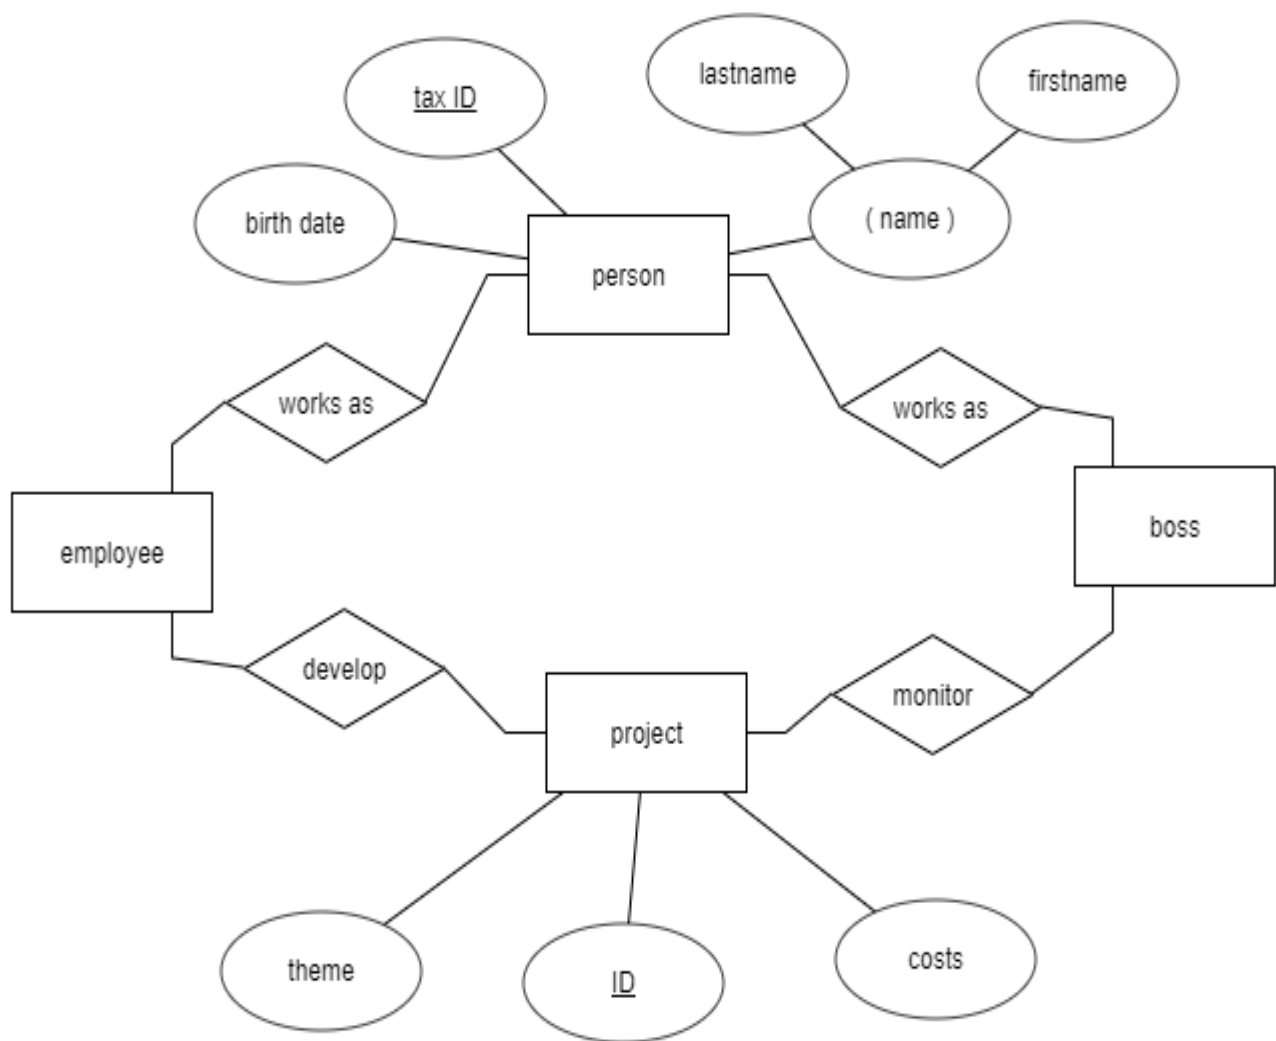 lastname
firstname
tax ID
( name )
birth date
person
works as
works as
employee
boss
develop
monitor
project
theme
ID
costs